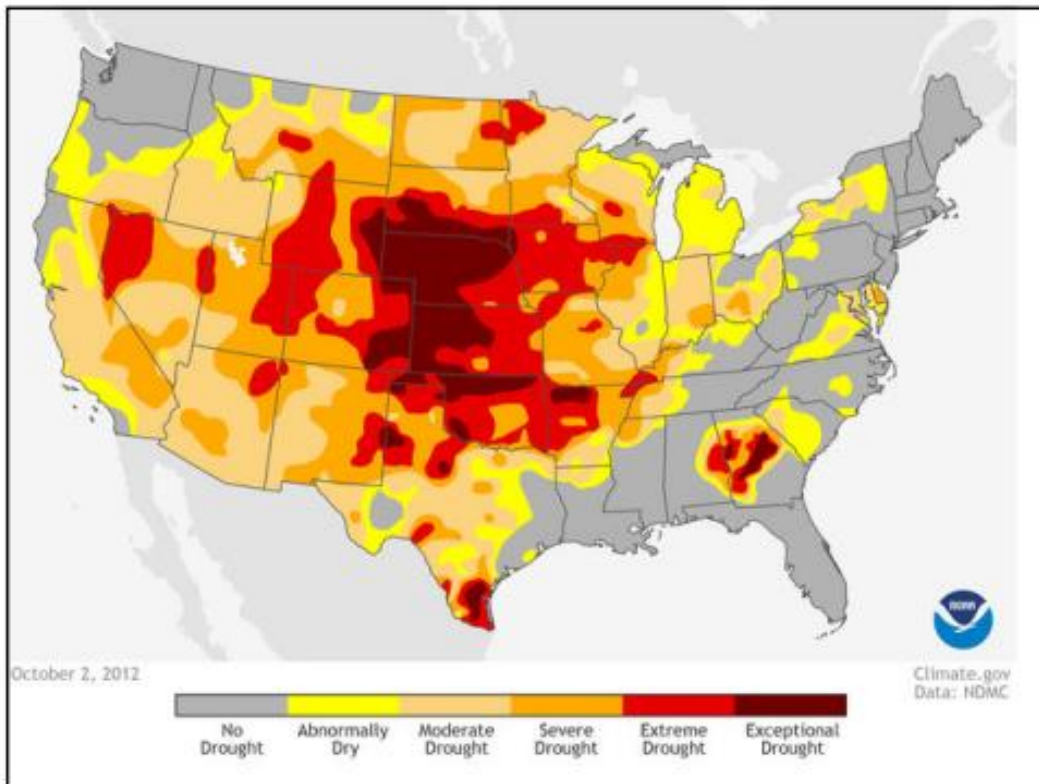 NOAA
October 2, 2012
Climate.gov
Data: NDMC
No
Drought
Abnormally
Dry
Moderate
Drought
Severe
Drought
Extreme
Drought
Exceptional
Drought